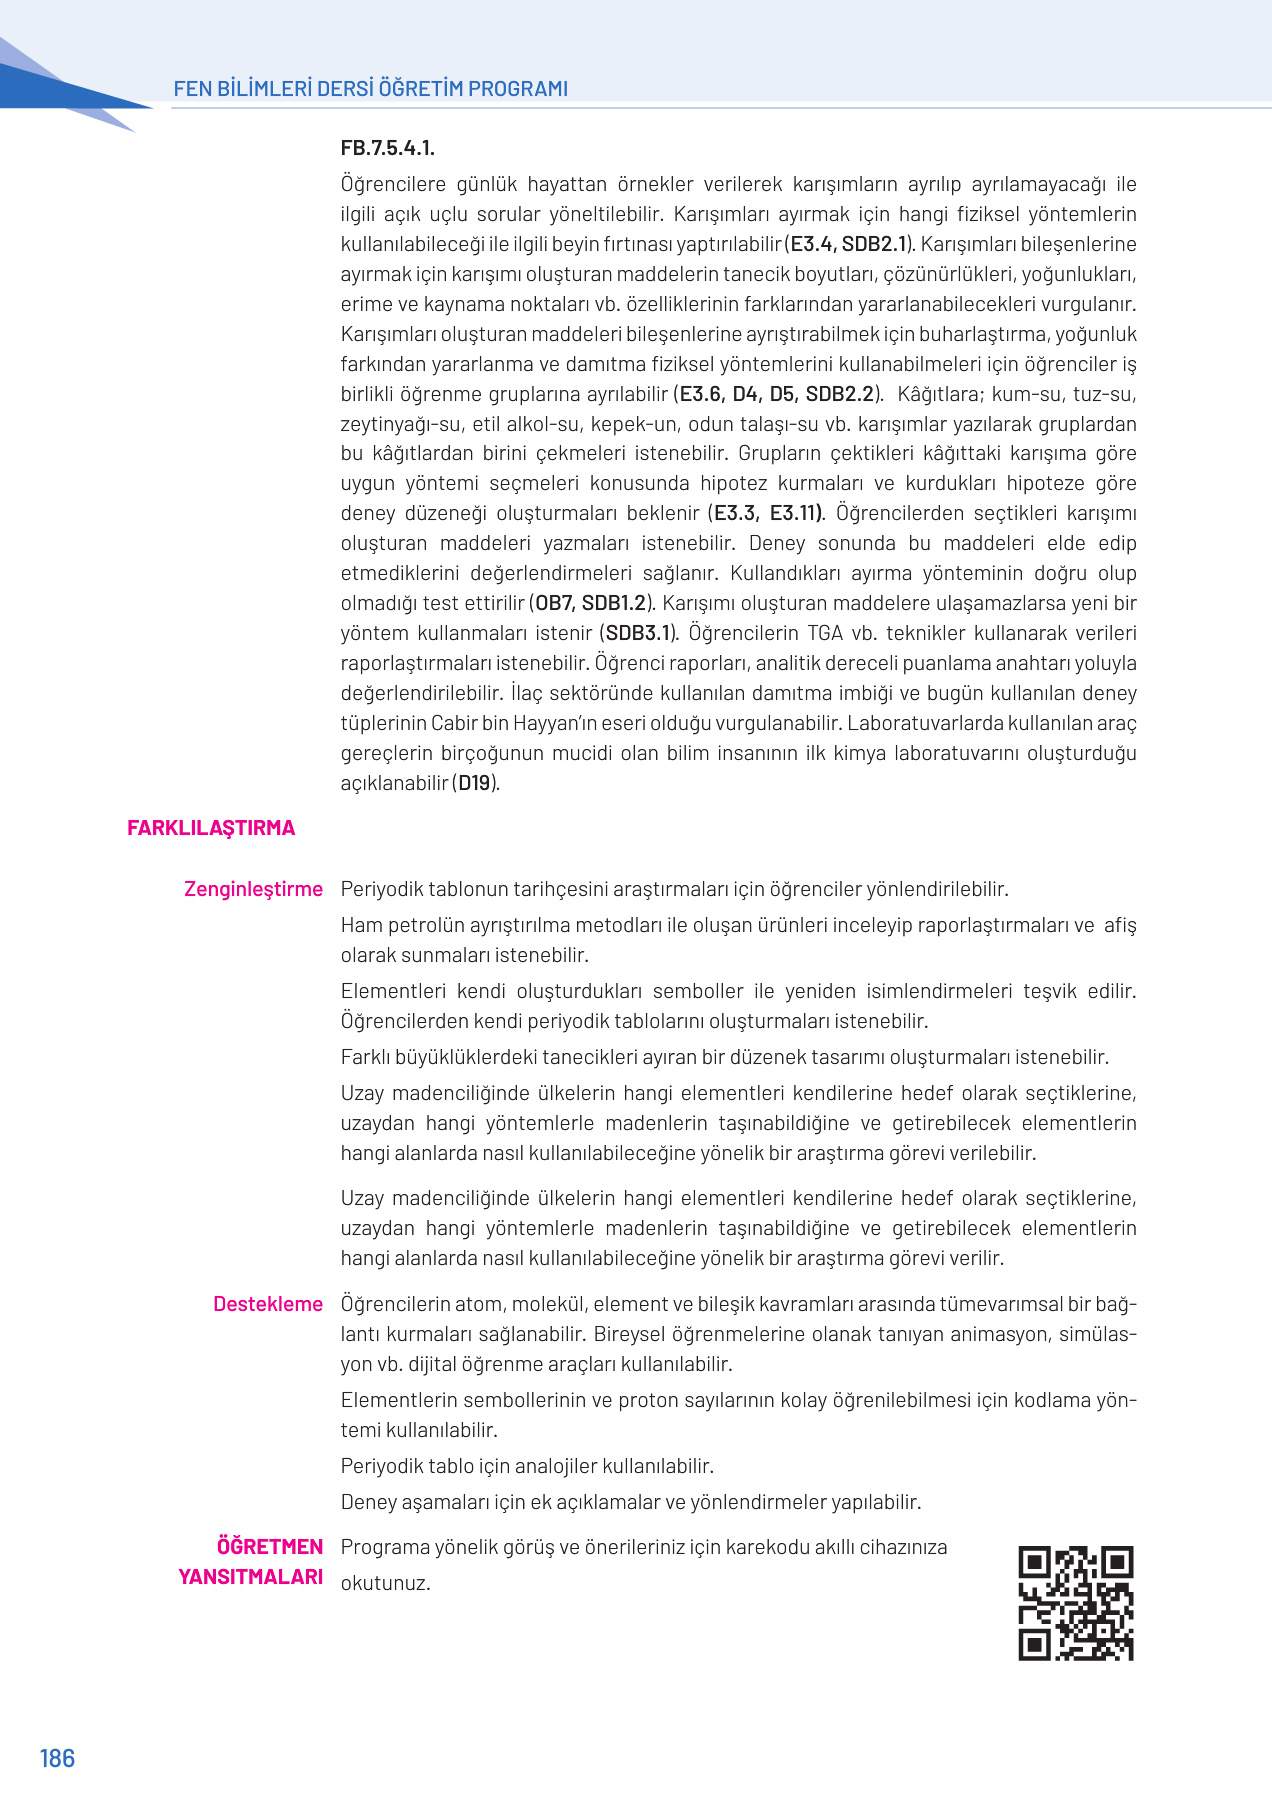 FEN BİLİMLERİ DERSİ ÖĞRETİM PROGRAMI
FB.7.5.4.1.
Öğrencilere günlük hayattan örnekler verilerek karışımların ayrılıp ayrılamayacağı ile
ilgili açık uçlu sorular yöneltilebilir. Karışımları ayırmak için hangi fiziksel yöntemlerin
kullanılabileceği ile ilgili beyin fırtınası yaptırılabilir (E3.4, SDB2.1). Karışımları bileşenlerine
ayırmak için karışımı oluşturan maddelerin tanecik boyutları, çözünürlükleri, yoğunlukları,
erime ve kaynama noktaları vb. özelliklerinin farklarından yararlanabilecekleri vurgulanır.
Karışımları oluşturan maddeleri bileşenlerine ayrıştırabilmek için buharlaştırma, yoğunluk
farkından yararlanma ve damıtma fiziksel yöntemlerini kullanabilmeleri için öğrenciler iş
birlikli öğrenme gruplarına ayrılabilir (E3.6, D4, D5, SDB2.2). Kâğıtlara; kum-su, tuz-su,
zeytinyağı-su, etil alkol-su, kepek-un, odun talaşı-su vb. karışımlar yazılarak gruplardan
bu kâğıtlardan birini çekmeleri istenebilir. Grupların çektikleri kâğıttaki karışıma göre
uygun yöntemi seçmeleri konusunda hipotez kurmaları ve kurdukları hipoteze göre
deney düzeneği oluşturmaları beklenir (E3.3, E3.11). Öğrencilerden seçtikleri karışımı
oluşturan maddeleri yazmaları istenebilir. Deney sonunda bu maddeleri elde edip
etmediklerini değerlendirmeleri sağlanır. Kullandıkları ayırma yönteminin doğru olup
olmadığı test ettirilir (OB7, SDB1.2). Karışımı oluşturan maddelere ulaşamazlarsa yeni bir
yöntem kullanmaları istenir (SDB3.1). Öğrencilerin TGA vb. teknikler kullanarak verileri
raporlaştırmaları istenebilir. Öğrenci raporları, analitik dereceli puanlama anahtarı yoluyla
değerlendirilebilir. İlaç sektöründe kullanılan damıtma imbiği ve bugün kullanılan deney
tüplerinin Cabir bin Hayyan’ın eseri olduğu vurgulanabilir. Laboratuvarlarda kullanılan araç
gereçlerin birçoğunun mucidi olan bilim insanının ilk kimya laboratuvarını oluşturduğu
açıklanabilir (D19).
FARKLILAŞTIRMA
Zenginleştirme Periyodik tablonun tarihçesini araştırmaları için öğrenciler yönlendirilebilir.
Ham petrolün ayrıştırılma metodları ile oluşan ürünleri inceleyip raporlaştırmaları ve afiş
olarak sunmaları istenebilir.
Elementleri kendi oluşturdukları semboller ile yeniden isimlendirmeleri teşvik edilir.
Öğrencilerden kendi periyodik tablolarını oluşturmaları istenebilir.
Farklı büyüklüklerdeki tanecikleri ayıran bir düzenek tasarımı oluşturmaları istenebilir.
Uzay madenciliğinde ülkelerin hangi elementleri kendilerine hedef olarak seçtiklerine,
uzaydan hangi yöntemlerle madenlerin taşınabildiğine ve getirebilecek elementlerin
hangi alanlarda nasıl kullanılabileceğine yönelik bir araştırma görevi verilebilir.
Uzay madenciliğinde ülkelerin hangi elementleri kendilerine hedef olarak seçtiklerine,
uzaydan hangi yöntemlerle madenlerin taşınabildiğine ve getirebilecek elementlerin
hangi alanlarda nasıl kullanılabileceğine yönelik bir araştırma görevi verilir.
Destekleme Öğrencilerin atom, molekül, element ve bileşik kavramları arasında tümevarımsal bir bağ-
lantı kurmaları sağlanabilir. Bireysel öğrenmelerine olanak tanıyan animasyon, simülas-
yon vb. dijital öğrenme araçları kullanılabilir.
Elementlerin sembollerinin ve proton sayılarının kolay öğrenilebilmesi için kodlama yön-
temi kullanılabilir.
Periyodik tablo için analojiler kullanılabilir.
Deney aşamaları için ek açıklamalar ve yönlendirmeler yapılabilir.
ÖĞRETMEN
YANSITMALARI
Programa yönelik görüş ve önerileriniz için karekodu akıllı cihazınıza
okutunuz.
186